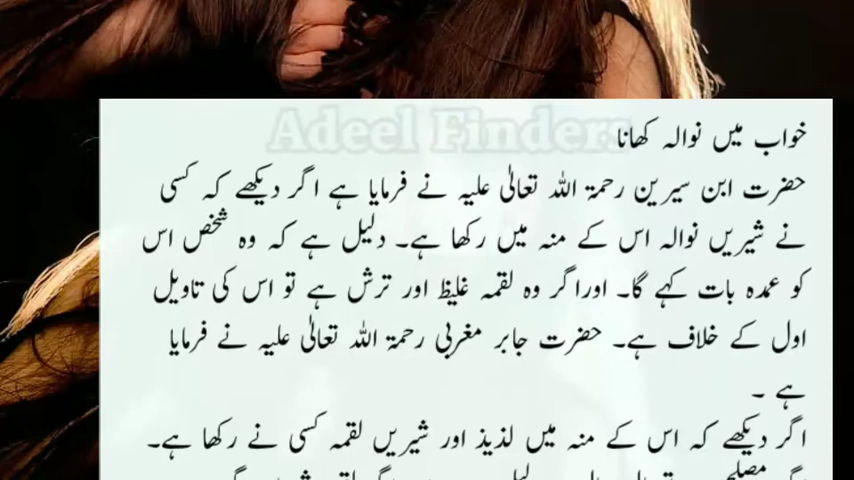 Adeel Finders
خواب میں نوالہ کھانا
حضرت ابن سیرین رحمۃ اللہ تعالیٰ علیہ نے فرمایا ہے اگر دیکھے کہ کسی
نے شیریں نوالہ اس کے منہ میں رکھا ہے۔ دلیل ہے کہ وہ شخص اس
کو عمدہ بات کہے گا۔ اوراگر وہ لقمہ غلیظ اور ترش ہے تو اس کی تاویل
اول کے خلاف ہے۔ حضرت جابر مغربی رحمۃ اللہ تعالیٰ علیہ نے فرمایا
ہے ۔
اگر دیکھے کہ اس کے منہ میں لذیذ اور شیریں لقمہ کسی نے رکھا ہے۔